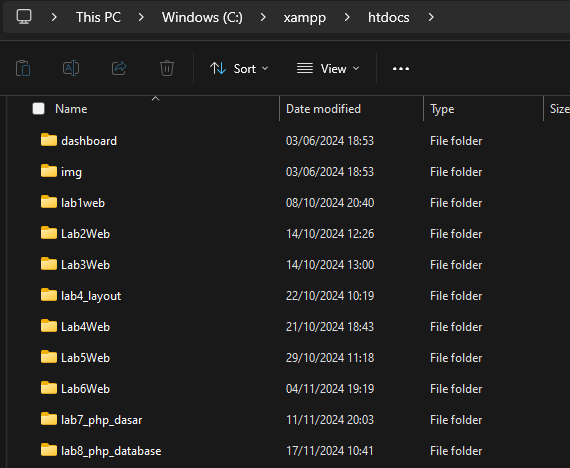 This PC > Windows (C:) > xampp > htdocs >
Sort View ...
Name Date modified Type Size
dashboard 03/06/2024 18:53 File folder
img 03/06/2024 18:53 File folder
lab1web 08/10/2024 20:40 File folder
Lab2Web 14/10/2024 12:26 File folder
Lab3Web 14/10/2024 13:00 File folder
lab4_layout 22/10/2024 10:19 File folder
Lab4Web 21/10/2024 18:43 File folder
Lab5Web 29/10/2024 11:18 File folder
Lab6Web 04/11/2024 19:19 File folder
lab7_php_dasar 11/11/2024 20:03 File folder
lab8_php_database 17/11/2024 10:41 File folder